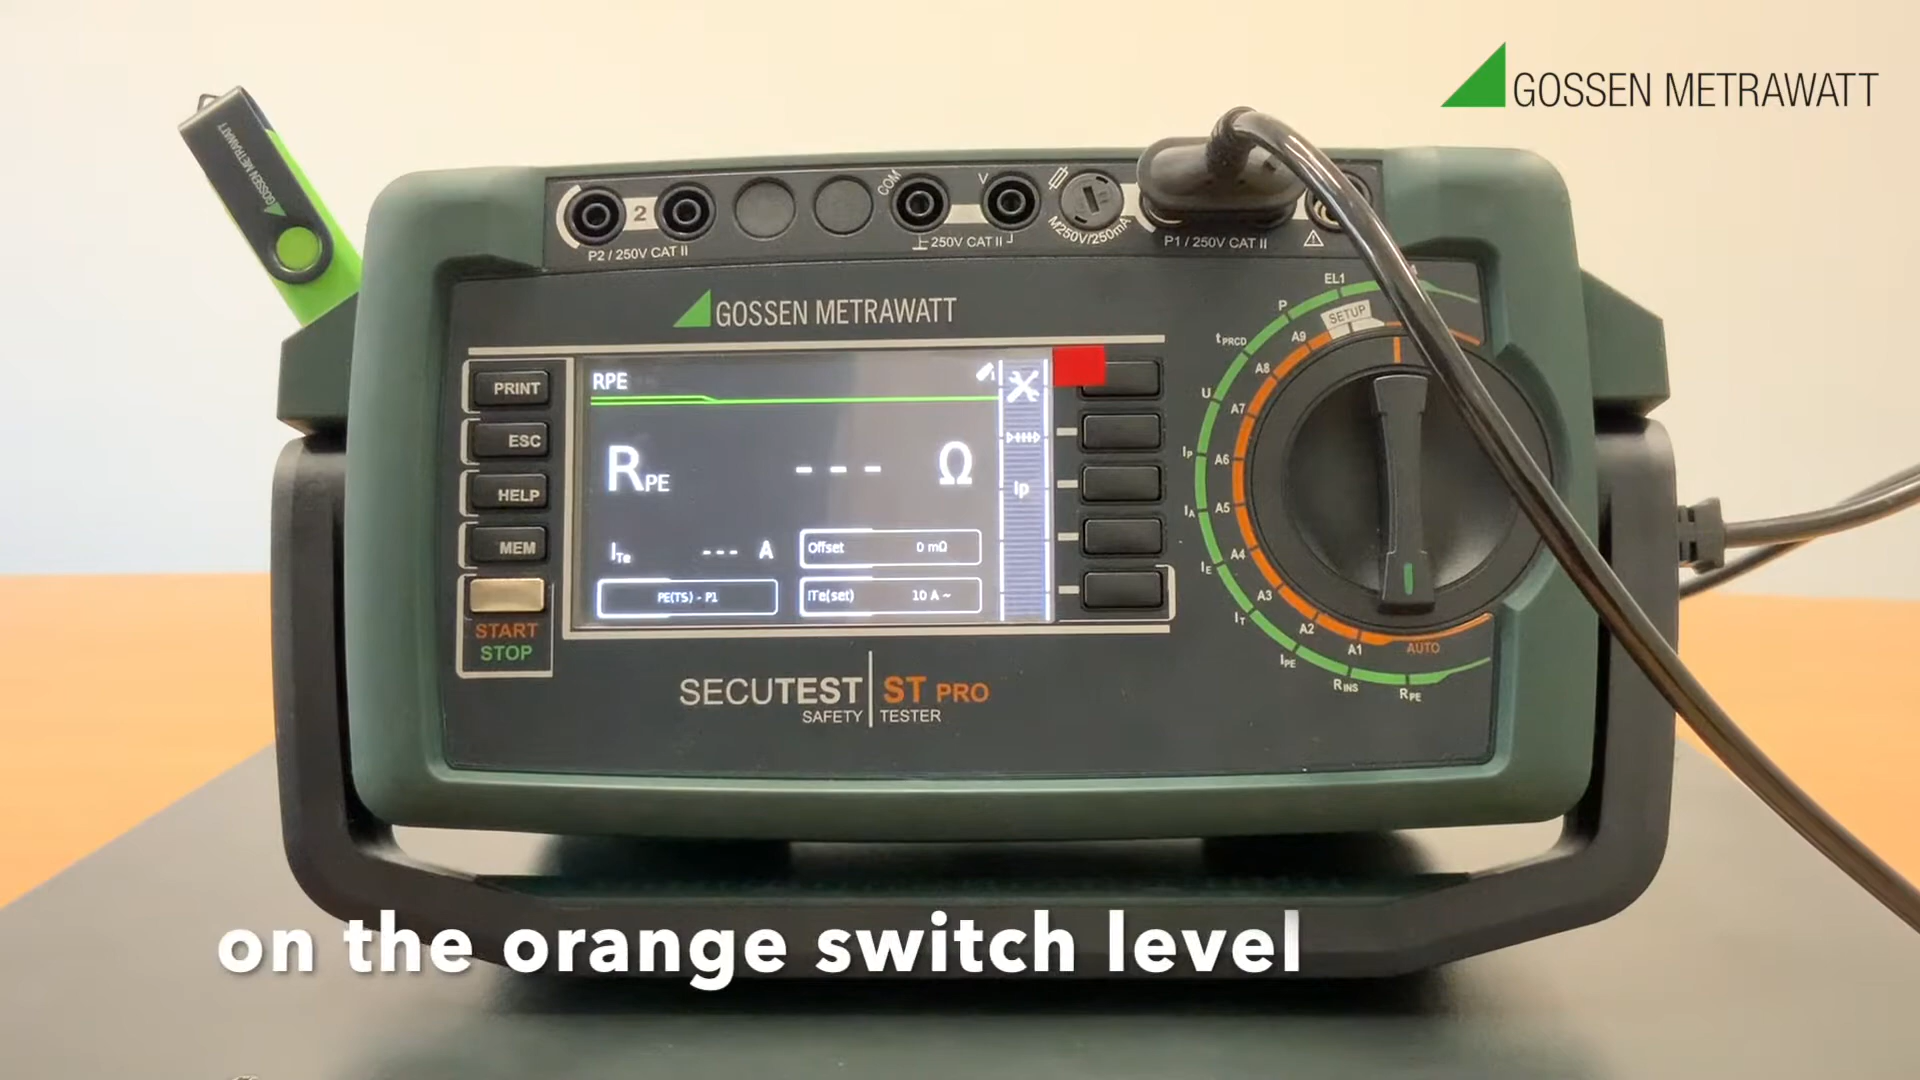 GOSSEN METRAWATT
GOSSEN METRAWATT
COM
V
2
P2 / 250V CAT II
250V CAT II
M250V/250mA
P1 / 250V CAT II
GOSSEN METRAWATT
PRINT
ESC
HELP
MEM
START
STOP
RPE
1
RPE --- Ω
Ip
ITe --- A
Offset 0 mΩ
PE(TS) - P1
ITe(set) 10 A ~
SETUP
EL1
P
tPRCD
U
IP
IA
IE
IT
IPE
RINS
RPE
A9
A8
A7
A6
A5
A4
A3
A2
A1
AUTO
SECUTEST ST PRO
SAFETY TESTER
on the orange switch level